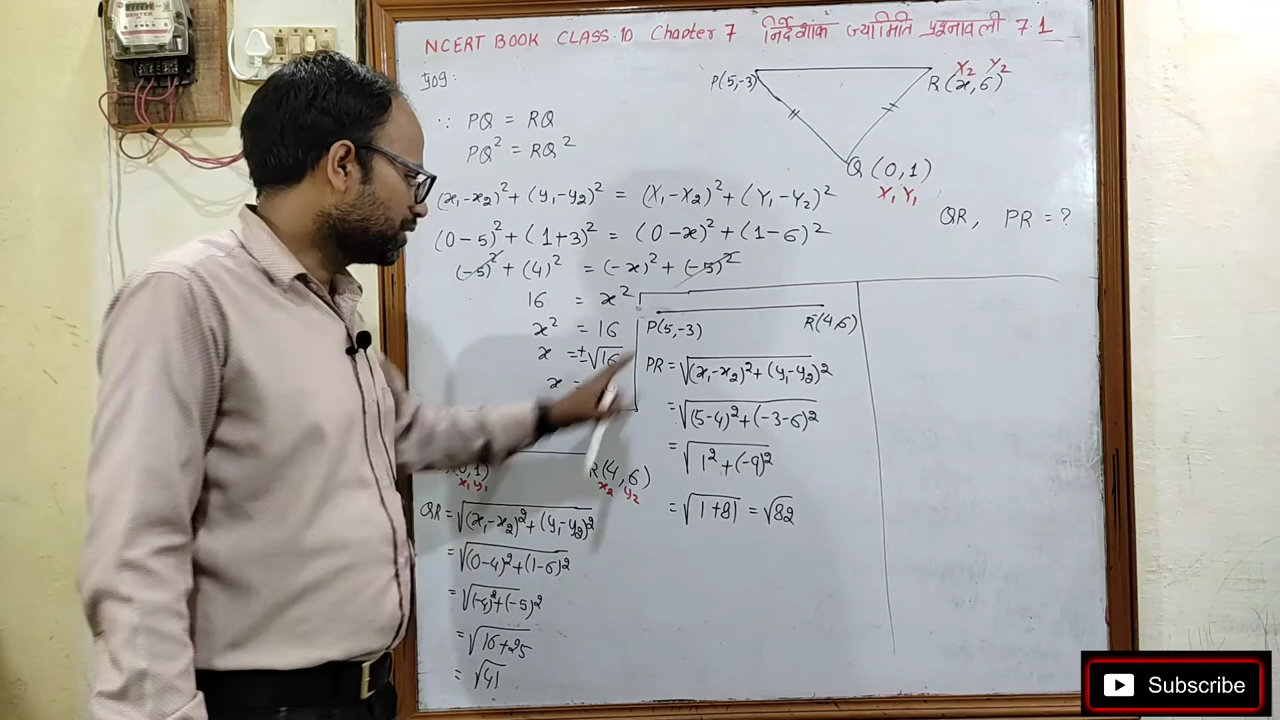 NCERT BOOK CLASS-10 Chapter 7 निर्देशांक ज्यामिति प्रश्नावली 7.1
P(5,-3)
X₂ Y₂
R(x,6)
Q(0,1)
X₁ Y₁
QR, PR = ?
प्रo9:
∵ PQ = RQ
PQ² = RQ²
(x₁-x₂)²+(y₁-y₂)² = (X₁-X₂)²+(Y₁-Y₂)²
(0-5)²+(1+3)² = (0-x)²+(1-6)²
(-5)²+(4)² = (-x)²+(-5)²
16 = x²
x² = 16
x = ±√16
x =
R(4,6)
x₁ y₁ x₂ y₂
QR = √(x₁-x₂)²+(y₁-y₂)²
= √(0-4)²+(1-6)²
= √(-4)²+(-5)²
= √16+25
= √41
P(5,-3) R(4,6)
PR = √(x₁-x₂)²+(y₁-y₂)²
= √(5-4)²+(-3-6)²
= √1²+(-9)²
= √1+81 = √82
Subscribe